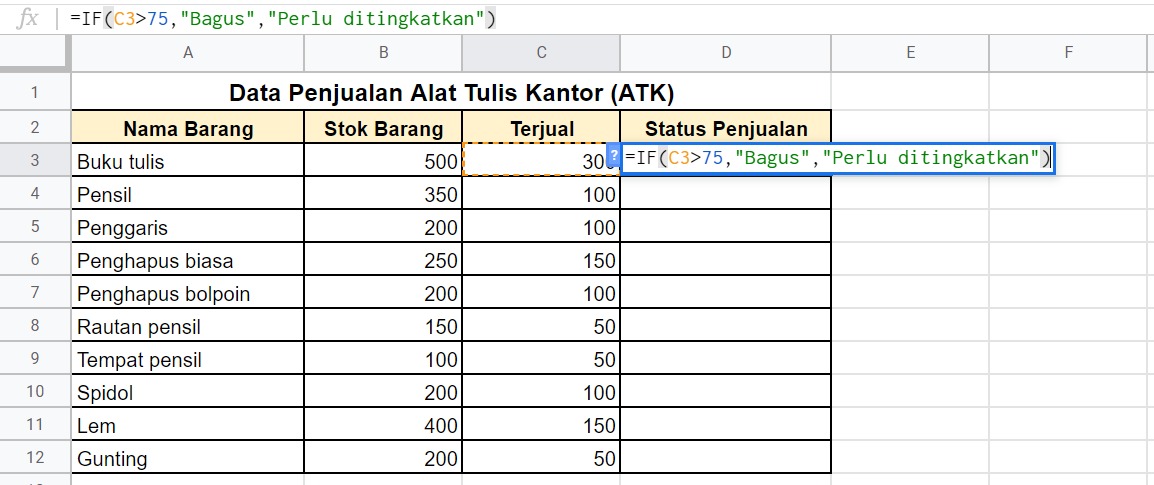 fx =IF(C3>75,"Bagus","Perlu ditingkatkan")
A B C D E F
1 Data Penjualan Alat Tulis Kantor (ATK)
2 Nama Barang Stok Barang Terjual Status Penjualan
3 Buku tulis 500 300 ? =IF(C3>75,"Bagus","Perlu ditingkatkan")
4 Pensil 350 100
5 Penggaris 200 100
6 Penghapus biasa 250 150
7 Penghapus bolpoin 200 100
8 Rautan pensil 150 50
9 Tempat pensil 100 50
10 Spidol 200 100
11 Lem 400 150
12 Gunting 200 50